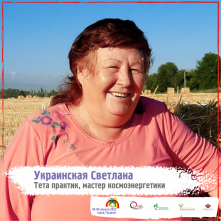 Украинская Светлана
Тета практик, мастер космоэнергетики